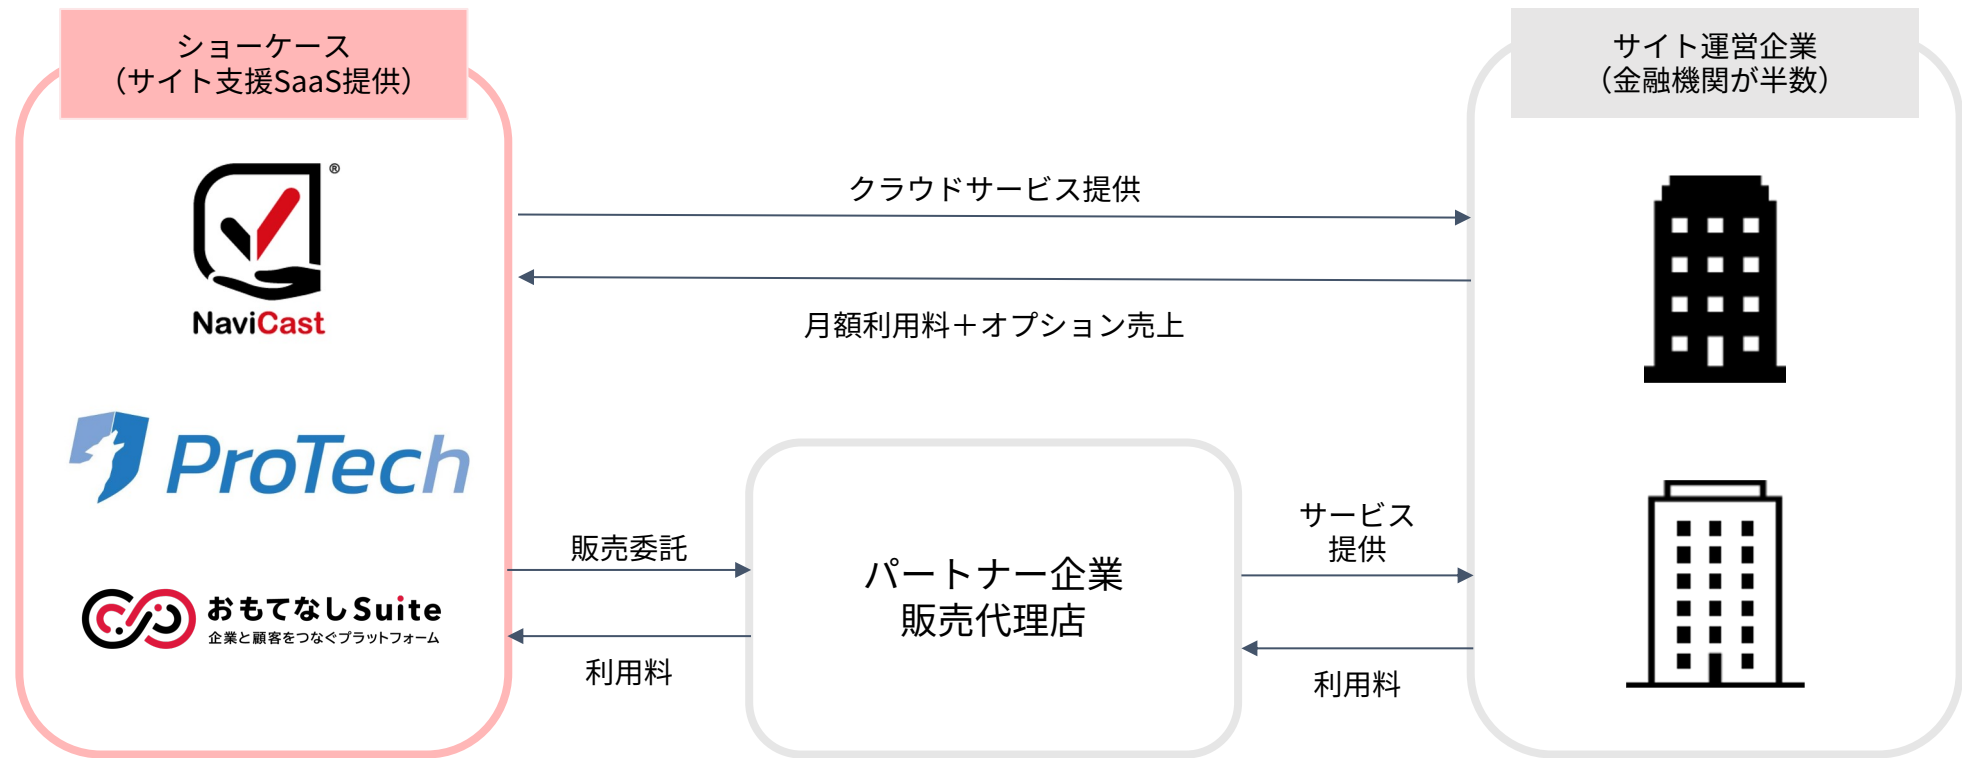 ショーケース
（サイト支援SaaS提供）
サイト運営企業
（金融機関が半数）
®
NaviCast
クラウドサービス提供
月額利用料＋オプション売上
ProTech
おもてなしSuite
企業と顧客をつなぐプラットフォーム
販売委託
利用料
パートナー企業
販売代理店
サービス
提供
利用料